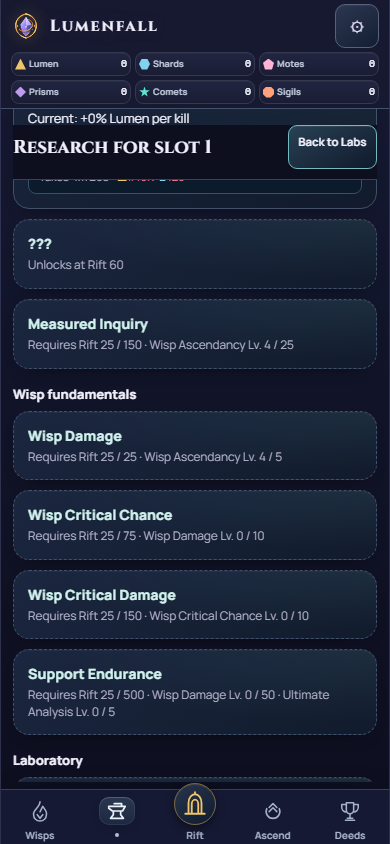 LUMENFALL
Lumen 0
Shards 0
Motes 0
Prisms 0
Comets 0
Sigils 0
Current: +0% Lumen per kill
RESEARCH FOR SLOT 1
Back to Labs
???
Unlocks at Rift 60
Measured Inquiry
Requires Rift 25 / 150 · Wisp Ascendancy Lv. 4 / 25
Wisp fundamentals
Wisp Damage
Requires Rift 25 / 25 · Wisp Ascendancy Lv. 4 / 5
Wisp Critical Chance
Requires Rift 25 / 75 · Wisp Damage Lv. 0 / 10
Wisp Critical Damage
Requires Rift 25 / 150 · Wisp Critical Chance Lv. 0 / 10
Support Endurance
Requires Rift 25 / 500 · Wisp Damage Lv. 0 / 50 · Ultimate
Analysis Lv. 0 / 5
Laboratory
Wisps
Rift
Ascend
Deeds